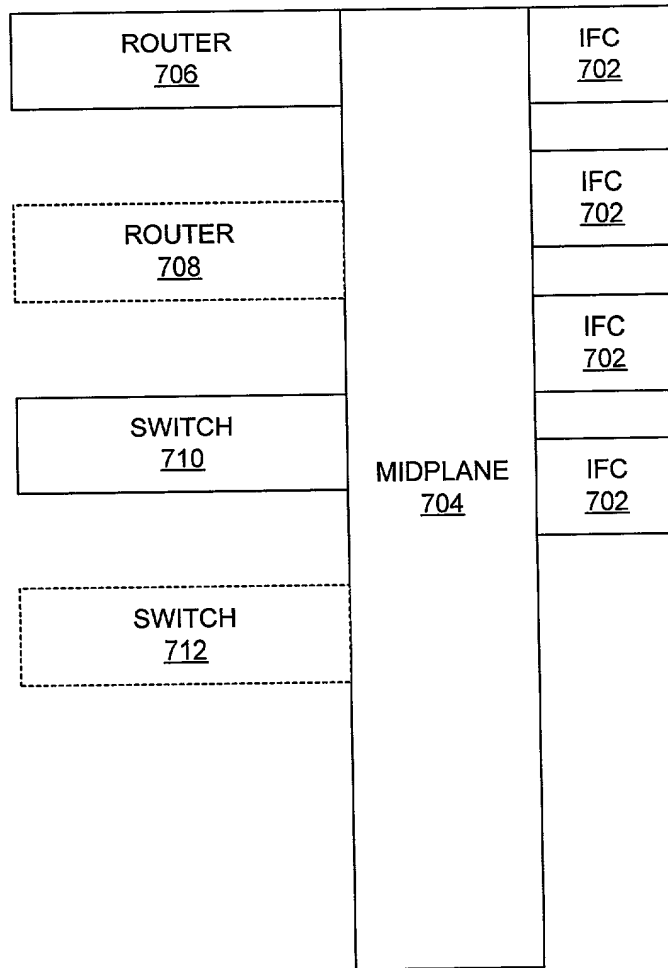 ROUTER
706
ROUTER
708
SWITCH
710
SWITCH
712
MIDPLANE
704
IFC
702
IFC
702
IFC
702
IFC
702